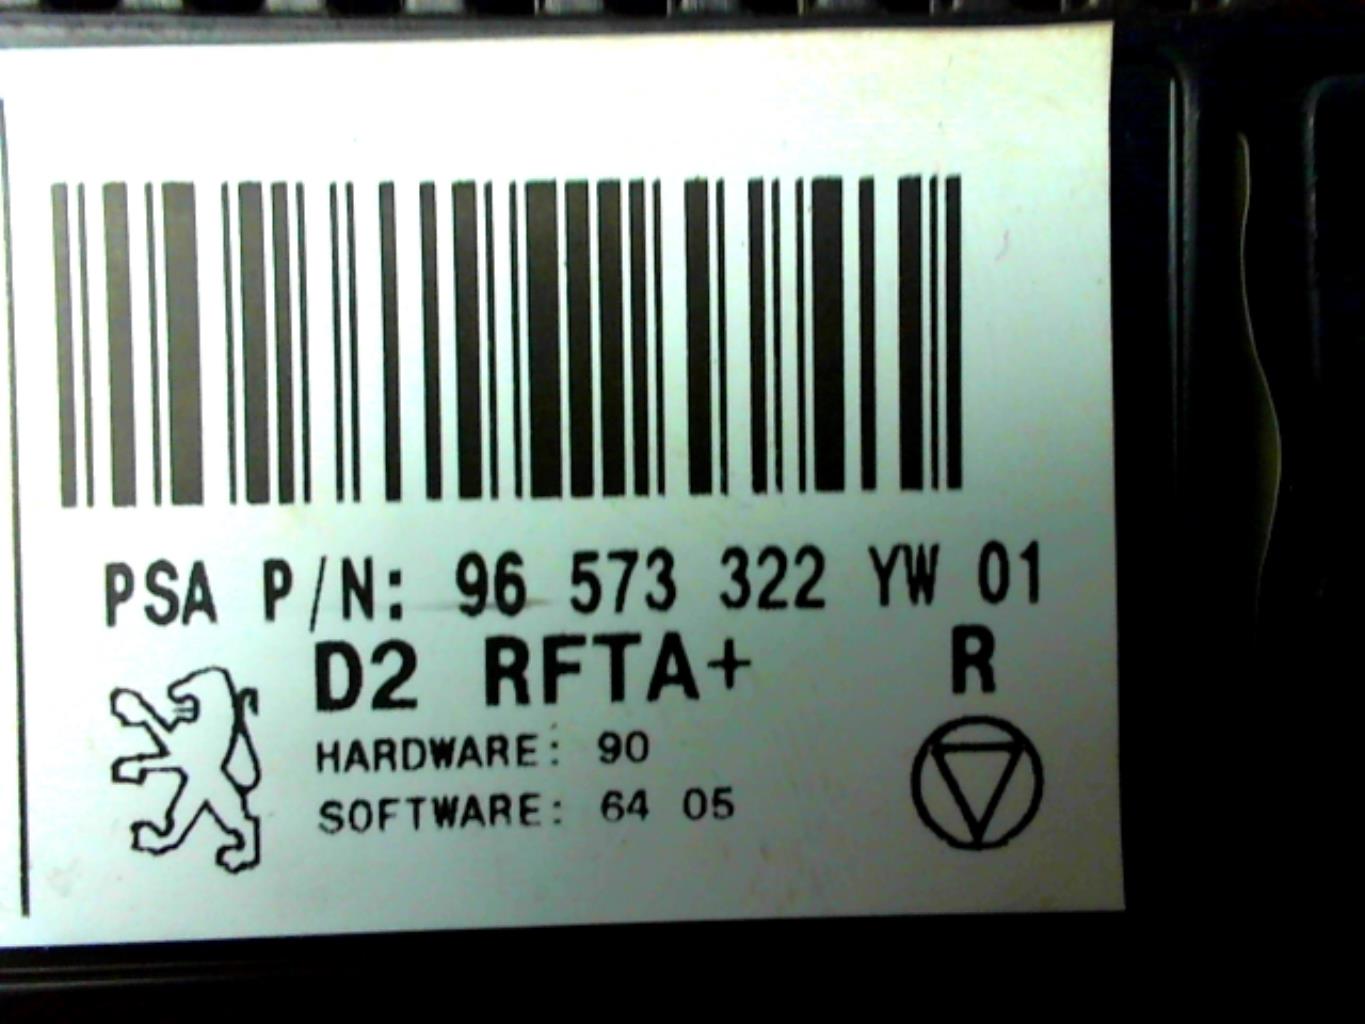 PSA P/N: 96 573 322 YW 01
D2 RFTA+ R
HARDWARE: 90
SOFTWARE: 64 05